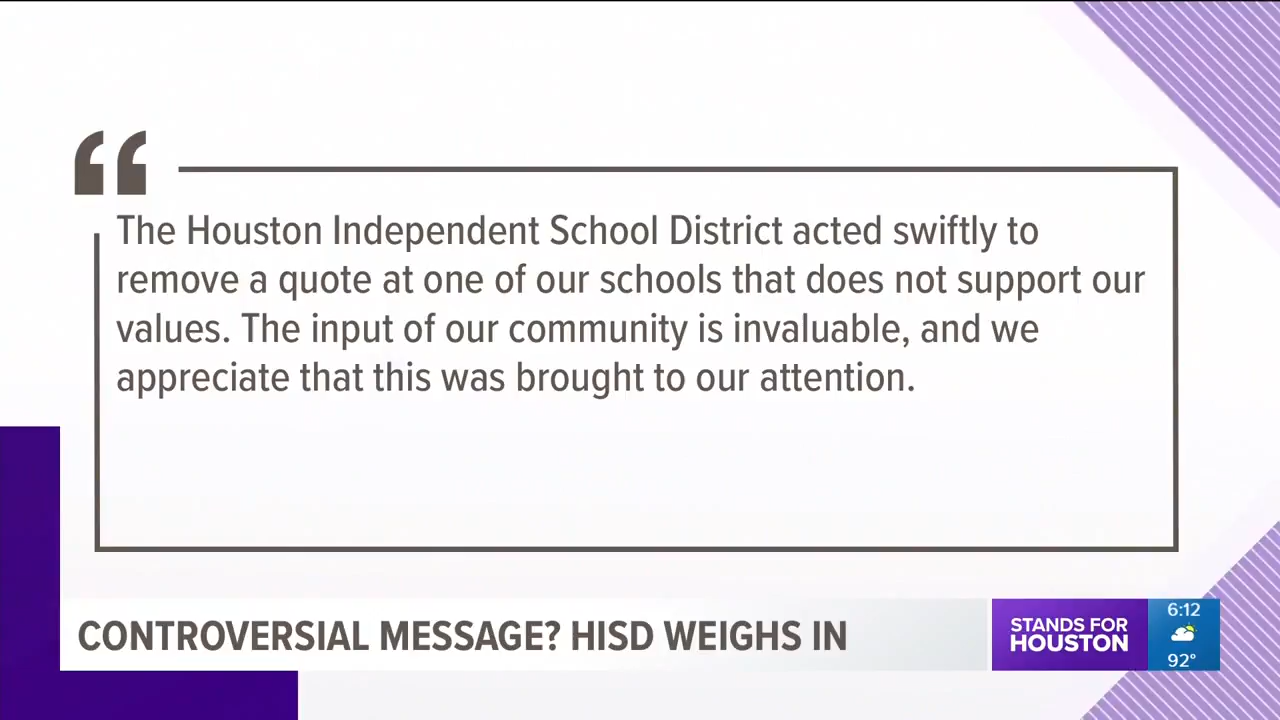 “
The Houston Independent School District acted swiftly to
remove a quote at one of our schools that does not support our
values. The input of our community is invaluable, and we
appreciate that this was brought to our attention.
CONTROVERSIAL MESSAGE? HISD WEIGHS IN
STANDS FOR
HOUSTON
6:12
92°